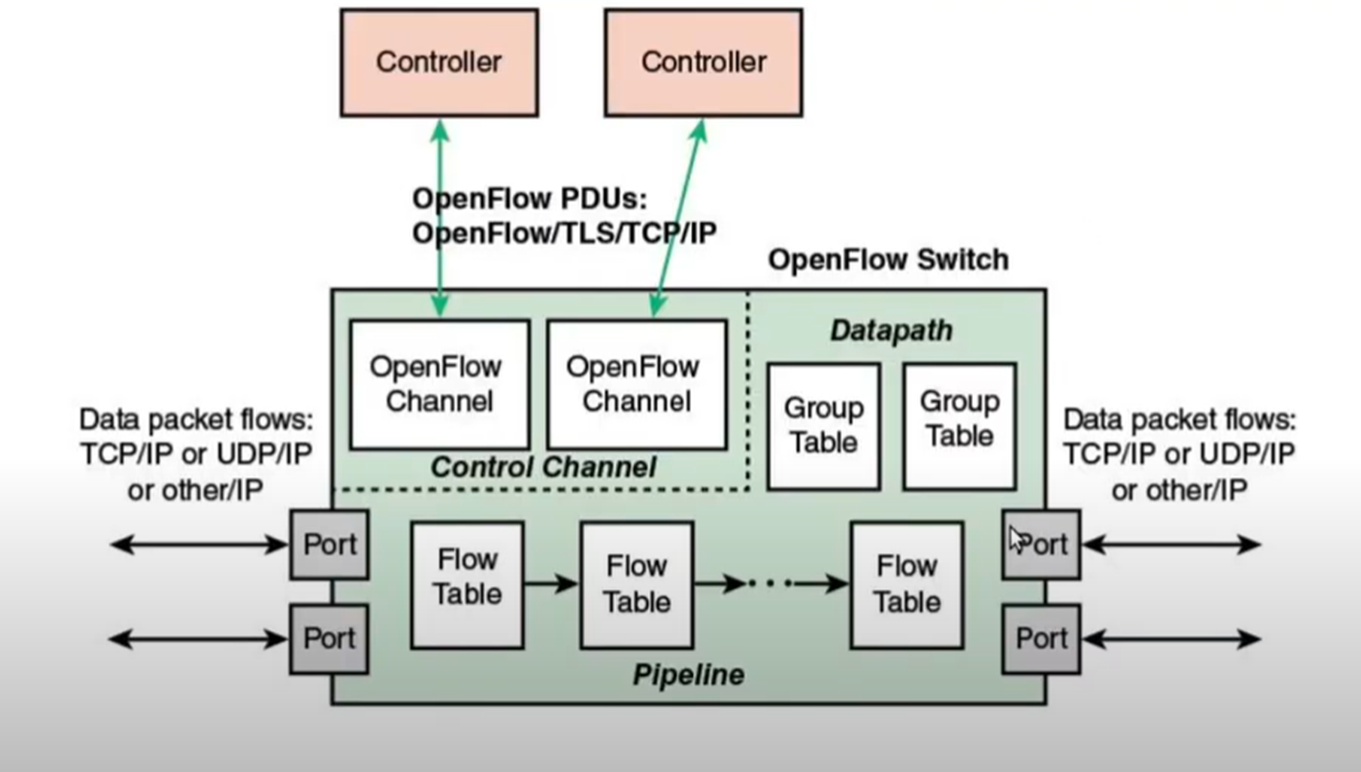 Controller
Controller
OpenFlow PDUs:
OpenFlow/TLS/TCP/IP
OpenFlow Switch
OpenFlow
Channel
OpenFlow
Channel
Control Channel
Datapath
Group
Table
Group
Table
Data packet flows:
TCP/IP or UDP/IP
or other/IP
Data packet flows:
TCP/IP or UDP/IP
or other/IP
Port
Port
Flow
Table
Flow
Table
Flow
Table
Pipeline
Port
Port